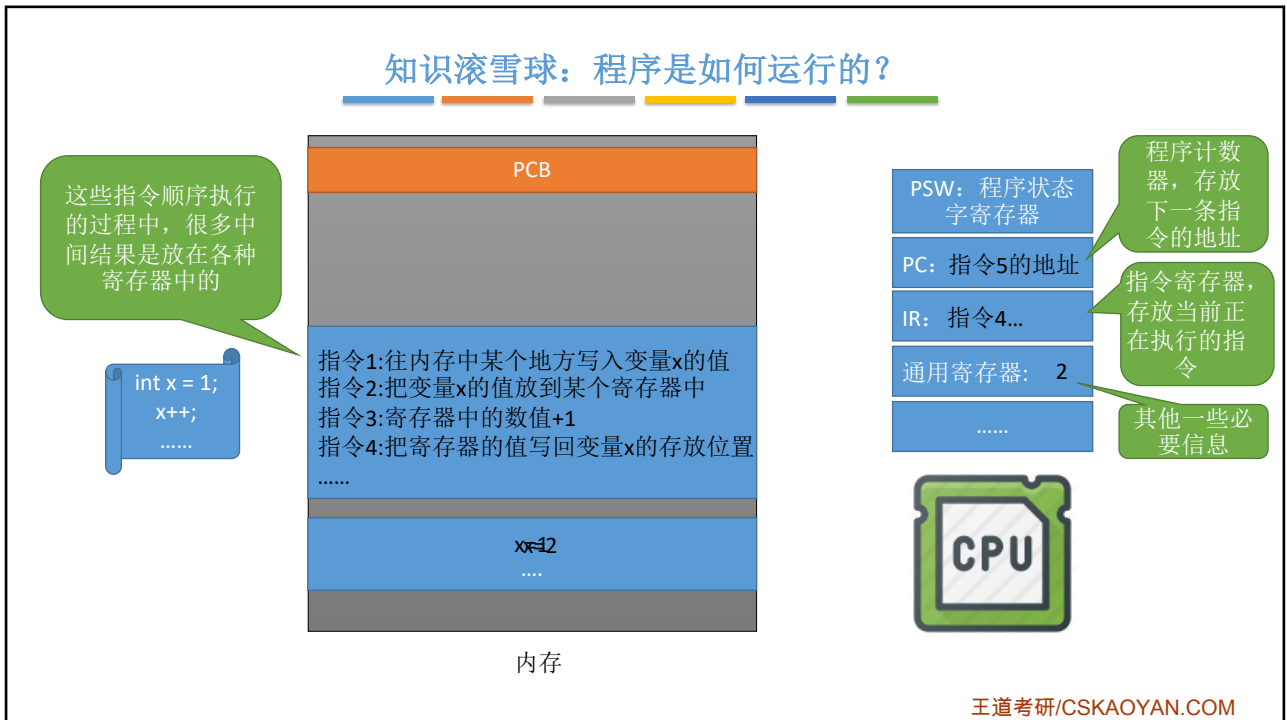 知识滚雪球：程序是如何运行的？
这些指令顺序执行
的过程中，很多中
间结果是放在各种
寄存器中的
int x = 1;
x++;
……
PCB
指令1:往内存中某个地方写入变量x的值
指令2:把变量x的值放到某个寄存器中
指令3:寄存器中的数值+1
指令4:把寄存器的值写回变量x的存放位置
……
....
内存
PSW：程序状态
字寄存器
PC：指令5的地址
IR：指令4…
通用寄存器: 2
……
程序计数
器，存放
下一条指
令的地址
指令寄存器，
存放当前正
在执行的指
令
其他一些必
要信息
CPU
王道考研/CSKAOYAN.COM